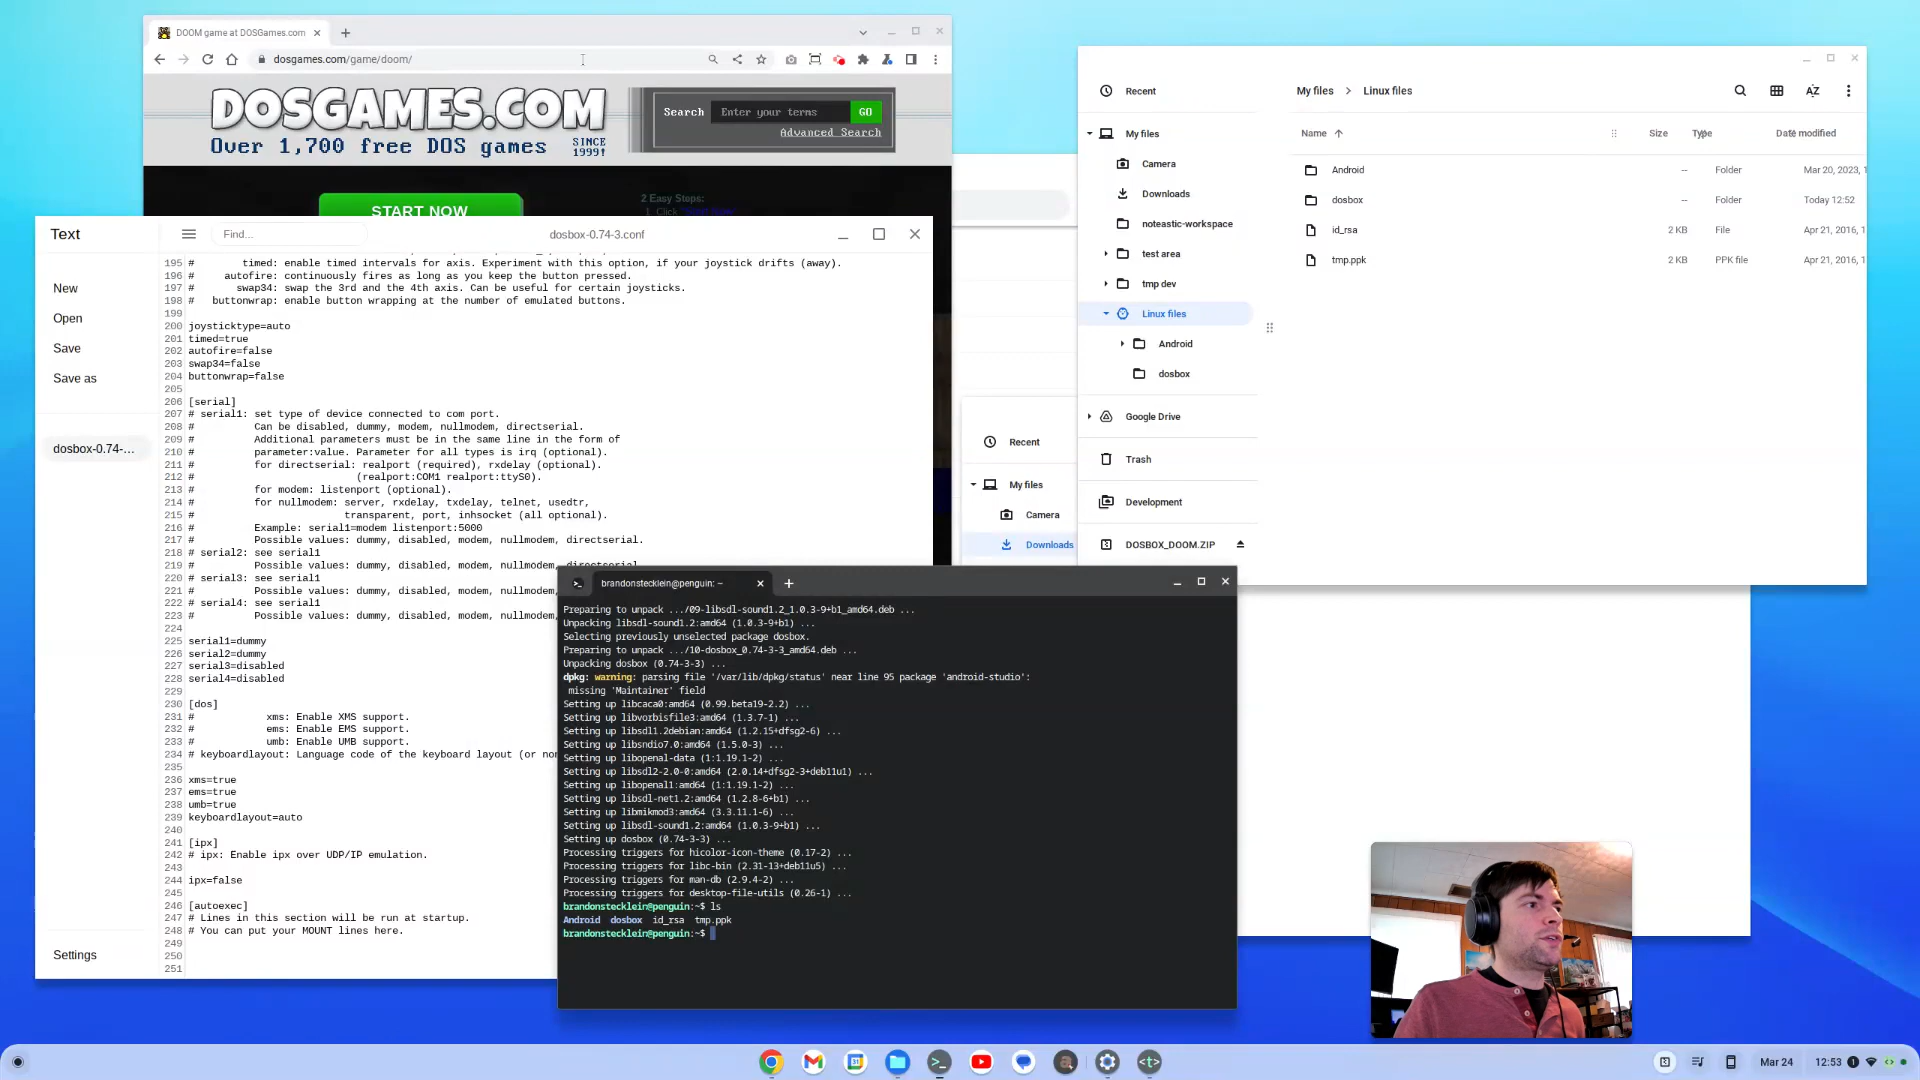 DOOM game at DOSGames.com
dosgames.com/game/doom/
DOSGAMES.COM
Over 1,700 free DOS games
SINCE
1999!
Search
Enter your terms
GO
Advanced Search
START NOW
2 Easy Steps:
Text
Find...
dosbox-0.74-3.conf
New
Open
Save
Save as
dosbox-0.74-...
Settings
195 # timed: enable timed intervals for axis. Experiment with this option, if your joystick drifts (away).
196 # autofire: continuously fires as long as you keep the button pressed.
197 # swap34: swap the 3rd and the 4th axis. Can be useful for certain joysticks.
198 # buttonwrap: enable button wrapping at the number of emulated buttons.
199
200 joysticktype=auto
201 timed=true
202 autofire=false
203 swap34=false
204 buttonwrap=false
205
206 [serial]
207 # serial1: set type of device connected to com port.
208 # Can be disabled, dummy, modem, nullmodem, directserial.
209 # Additional parameters must be in the same line in the form of
210 # parameter:value. Parameter for all types is irq (optional).
211 # for directserial: realport (required), rxdelay (optional).
212 # (realport:COM1 realport:ttyS0).
213 # for modem: listenport (optional).
214 # for nullmodem: server, rxdelay, txdelay, telnet, usedtr,
215 # transparent, port, inhsocket (all optional).
216 # Example: serial1=modem listenport:5000
217 # Possible values: dummy, disabled, modem, nullmodem, directserial.
218 # serial2: see serial1
219 # Possible values: dummy, disabled, modem, nullmodem, directserial.
220 # serial3: see serial1
221 # Possible values: dummy, disabled, modem, nullmodem,
222 # serial4: see serial1
223 # Possible values: dummy, disabled, modem, nullmodem,
224
225 serial1=dummy
226 serial2=dummy
227 serial3=disabled
228 serial4=disabled
229
230 [dos]
231 # xms: Enable XMS support.
232 # ems: Enable EMS support.
233 # umb: Enable UMB support.
234 # keyboardlayout: Language code of the keyboard layout (or non
235
236 xms=true
237 ems=true
238 umb=true
239 keyboardlayout=auto
240
241 [ipx]
242 # ipx: Enable ipx over UDP/IP emulation.
243
244 ipx=false
245
246 [autoexec]
247 # Lines in this section will be run at startup.
248 # You can put your MOUNT lines here.
249
250
251
Recent
My files
Camera
Downloads
Recent
My files
Camera
Downloads
noteastic-workspace
test area
tmp dev
Linux files
Android
dosbox
Google Drive
Trash
Development
DOSBOX_DOOM.ZIP
My files > Linux files
Name Size Type Date modified
Android -- Folder Mar 20, 2023, 1
dosbox -- Folder Today 12:52
id_rsa 2 KB File Apr 21, 2016, 1
tmp.ppk 2 KB PPK file Apr 21, 2016, 1
brandonstecklein@penguin: ~
Preparing to unpack .../09-libsdl-sound1.2_1.0.3-9+b1_amd64.deb ...
Unpacking libsdl-sound1.2:amd64 (1.0.3-9+b1) ...
Selecting previously unselected package dosbox.
Preparing to unpack .../10-dosbox_0.74-3-3_amd64.deb ...
Unpacking dosbox (0.74-3-3) ...
dpkg: warning: parsing file '/var/lib/dpkg/status' near line 95 package 'android-studio':
missing 'Maintainer' field
Setting up libcaca0:amd64 (0.99.beta19-2.2) ...
Setting up libvorbisfile3:amd64 (1.3.7-1) ...
Setting up libsdl1.2debian:amd64 (1.2.15+dfsg2-6) ...
Setting up libsndio7.0:amd64 (1.5.0-3) ...
Setting up libopenal-data (1:1.19.1-2) ...
Setting up libsdl2-2.0-0:amd64 (2.0.14+dfsg2-3+deb11u1) ...
Setting up libopenal1:amd64 (1:1.19.1-2) ...
Setting up libsdl-net1.2:amd64 (1.2.8-6+b1) ...
Setting up libmikmod3:amd64 (3.3.11.1-6) ...
Setting up libsdl-sound1.2:amd64 (1.0.3-9+b1) ...
Setting up dosbox (0.74-3-3) ...
Processing triggers for hicolor-icon-theme (0.17-2) ...
Processing triggers for libc-bin (2.31-13+deb11u5) ...
Processing triggers for man-db (2.9.4-2) ...
Processing triggers for desktop-file-utils (0.26-1) ...
brandonstecklein@penguin:~$ ls
Android dosbox id_rsa tmp.ppk
brandonstecklein@penguin:~$
Mar 24
12:53